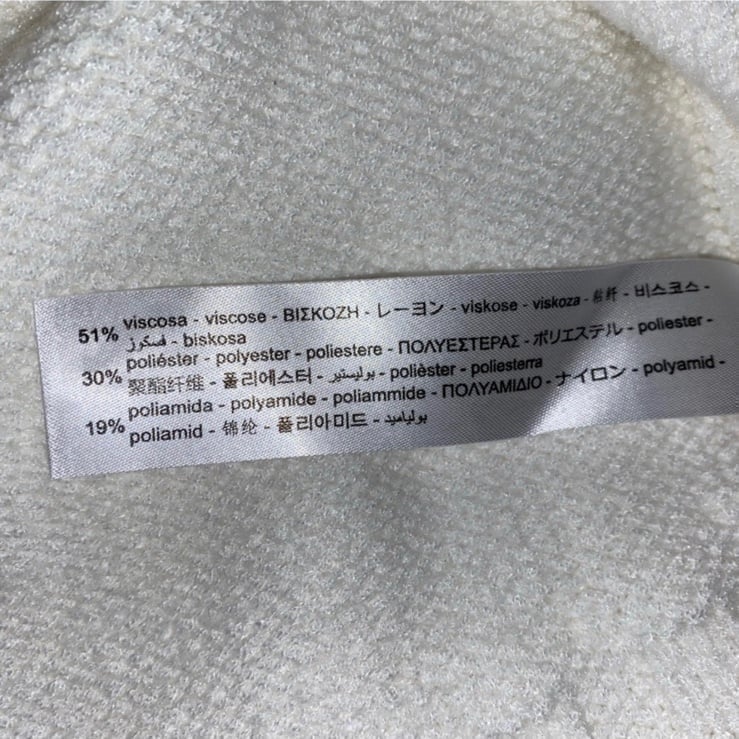 51% viscosa - viscose - ΒΙΣΚΟΖΗ - レーヨン - viskose - viskoza - 粘纤 - 비스코스 -
فسكوز - biskosa
30% poliéster - polyester - poliestere - ΠΟΛΥΕΣΤΕΡΑΣ - ポリエステル - poliester -
聚酯纤维 - 폴리에스터 - بوليستير - polièster - poliesterra
19% poliamida - polyamide - poliammide - ΠΟΛΥΑΜΙΔΙΟ - ナイロン - polyamid -
poliamid - 锦纶 - 폴리아미드 - بولياميد